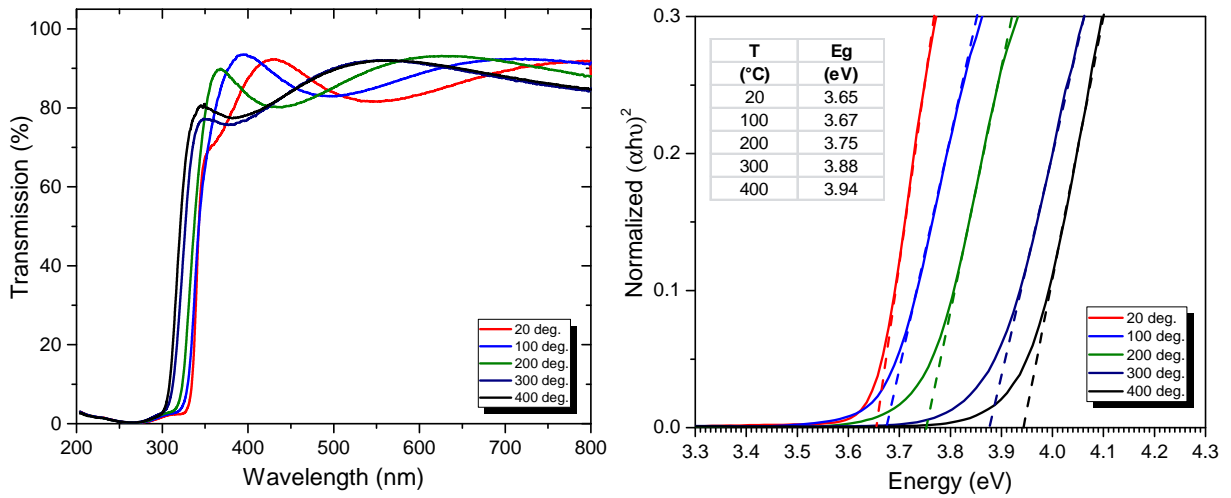 100
80
60
40
20
0
200 300 400 500 600 700 800
Transmission (%)
Wavelength (nm)
20 deg.
100 deg.
200 deg.
300 deg.
400 deg.
0.3
0.2
0.1
0.0
3.3 3.4 3.5 3.6 3.7 3.8 3.9 4.0 4.1 4.2 4.3
Normalized (αhυ)²
Energy (eV)
T Eg
(°C) (eV)
20 3.65
100 3.67
200 3.75
300 3.88
400 3.94
20 deg.
100 deg.
200 deg.
300 deg.
400 deg.